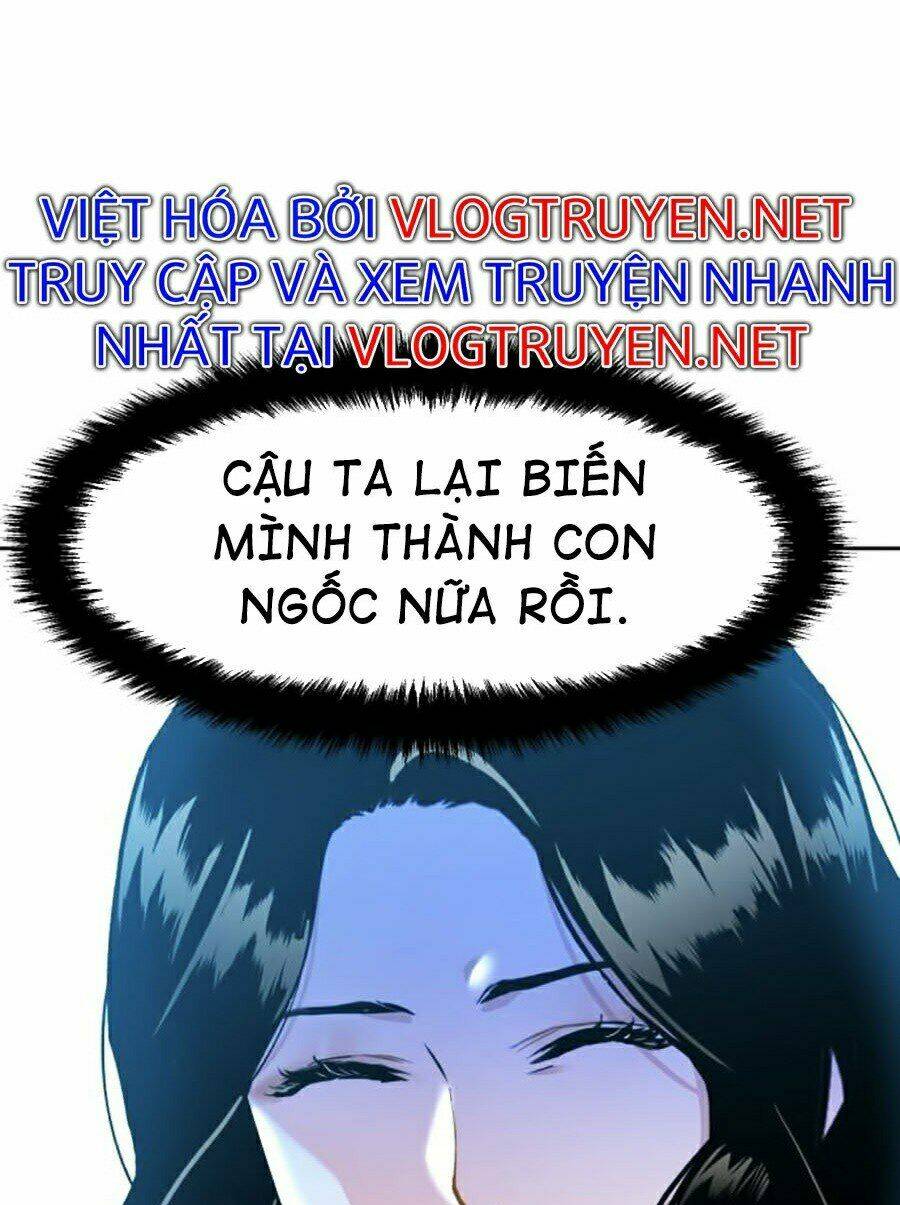 VIỆT HÓA BỞI VLOGTRUYEN.NET
TRUY CẬP VÀ XEM TRUYỆN NHANH
NHẤT TẠI VLOGTRUYEN.NET
CẬU TA LẠI BIẾN
MÌNH THÀNH CON
NGỐC NỮA RỒI.